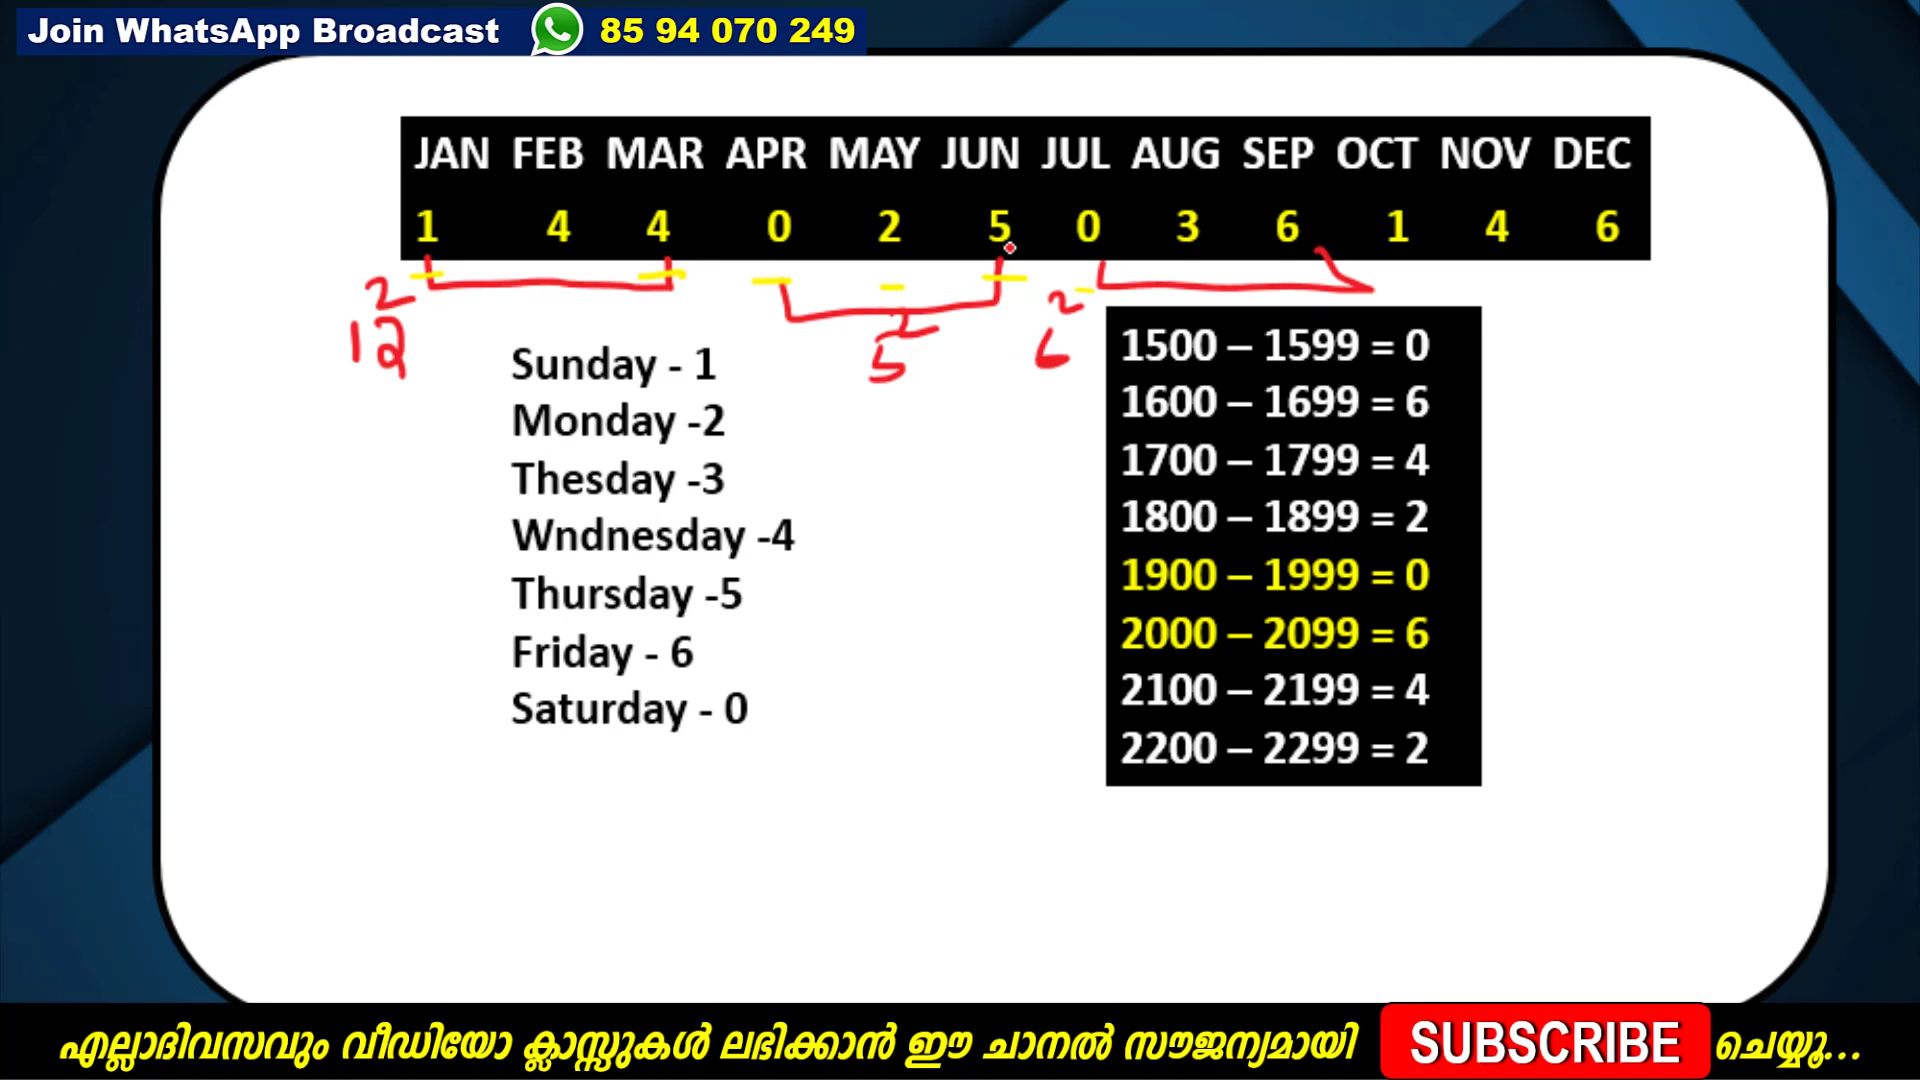 Join WhatsApp Broadcast 85 94 070 249
JAN FEB MAR APR MAY JUN JUL AUG SEP OCT NOV DEC
1 4 4 0 2 5 0 3 6 1 4 6
2
12
2
5
2
6
Sunday - 1
Monday -2
Thesday -3
Wndnesday -4
Thursday -5
Friday - 6
Saturday - 0
1500 – 1599 = 0
1600 – 1699 = 6
1700 – 1799 = 4
1800 – 1899 = 2
1900 – 1999 = 0
2000 – 2099 = 6
2100 – 2199 = 4
2200 – 2299 = 2
എല്ലാദിവസവും വീഡിയോ ക്ലാസ്സുകൾ ലഭിക്കാൻ ഈ ചാനൽ സൗജന്യമായി SUBSCRIBE ചെയ്യൂ...